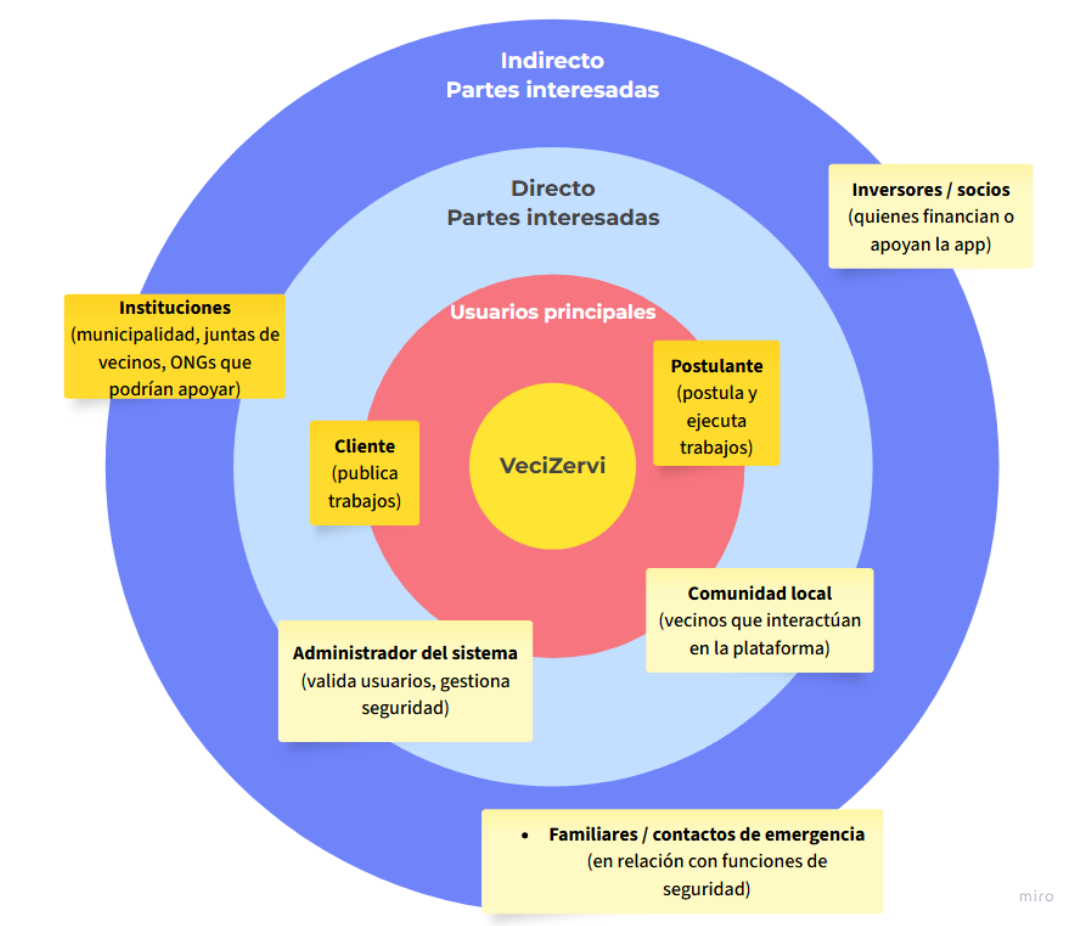 Indirecto
Partes interesadas
Directo
Partes interesadas
Inversores / socios
(quienes financian o
apoyan la app)
Instituciones
(municipalidad, juntas de
vecinos, ONGs que
podrían apoyar)
Usuarios principales
Postulante
(postula y
ejecuta
trabajos)
Cliente
(publica
trabajos)
VeciZervi
Comunidad local
(vecinos que interactúan
en la plataforma)
Administrador del sistema
(valida usuarios, gestiona
seguridad)
• Familiares / contactos de emergencia
(en relación con funciones de
seguridad)
miro